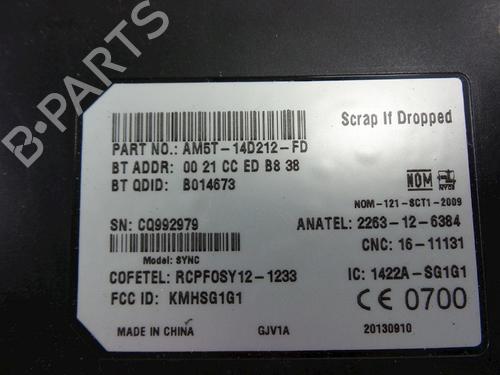 B-PARTS
Scrap If Dropped
PART NO.: AM5T-14D212-FD
BT ADDR: 00 21 CC ED B8 38
BT QDID: B014673
NOM
NYCE
NOM-121-SCT1-2009
SN: CQ992979
ANATEL: 2263-12-6384
CNC: 16-11131
Model: SYNC
COFETEL: RCPFOSY12-1233
IC: 1422A-SG1G1
FCC ID: KMHSG1G1
CE 0700
MADE IN CHINA
GJV1A
20130910